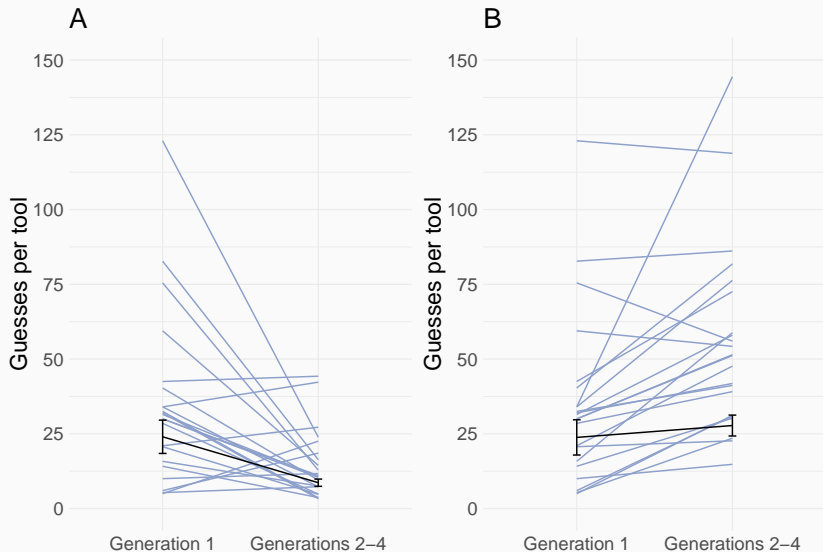 A
Guesses per tool
150
125
100
75
50
25
0
Generation 1
Generations 2–4
B
Guesses per tool
150
125
100
75
50
25
0
Generation 1
Generations 2–4